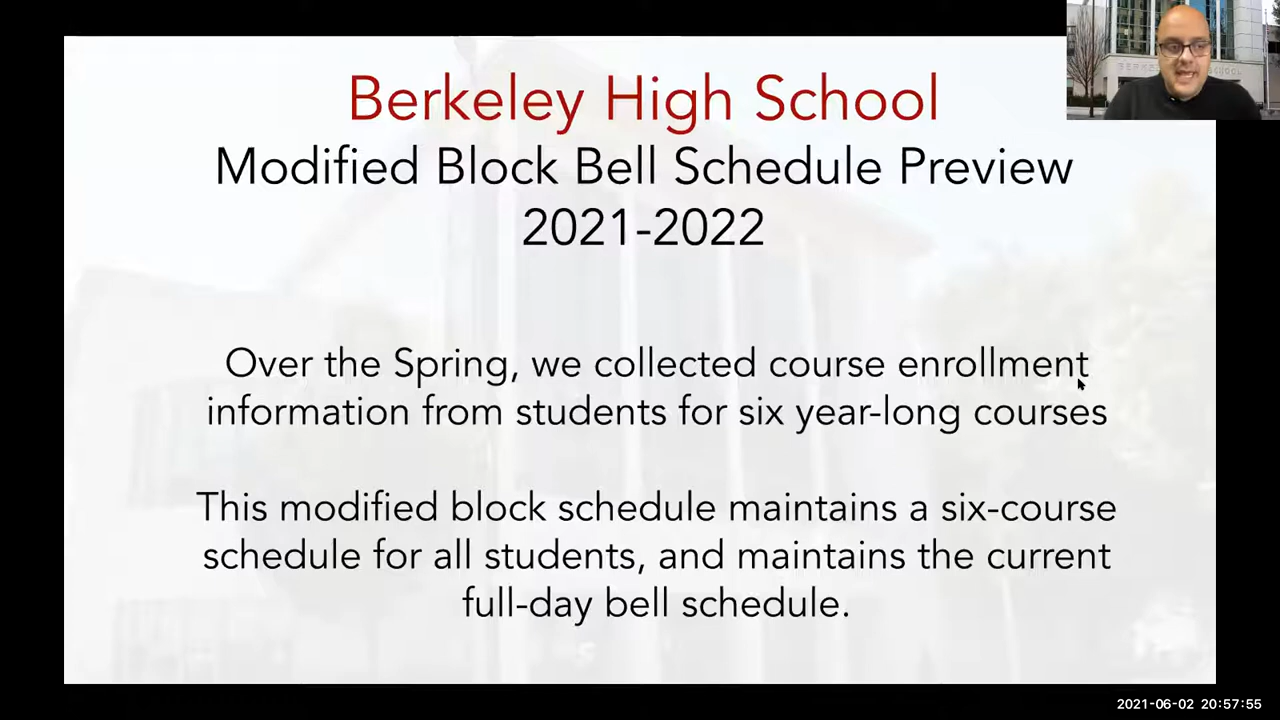 Berkeley High School
Modified Block Bell Schedule Preview
2021-2022
Over the Spring, we collected course enrollment
information from students for six year-long courses
This modified block schedule maintains a six-course
schedule for all students, and maintains the current
full-day bell schedule.
2021-06-02 20:57:55